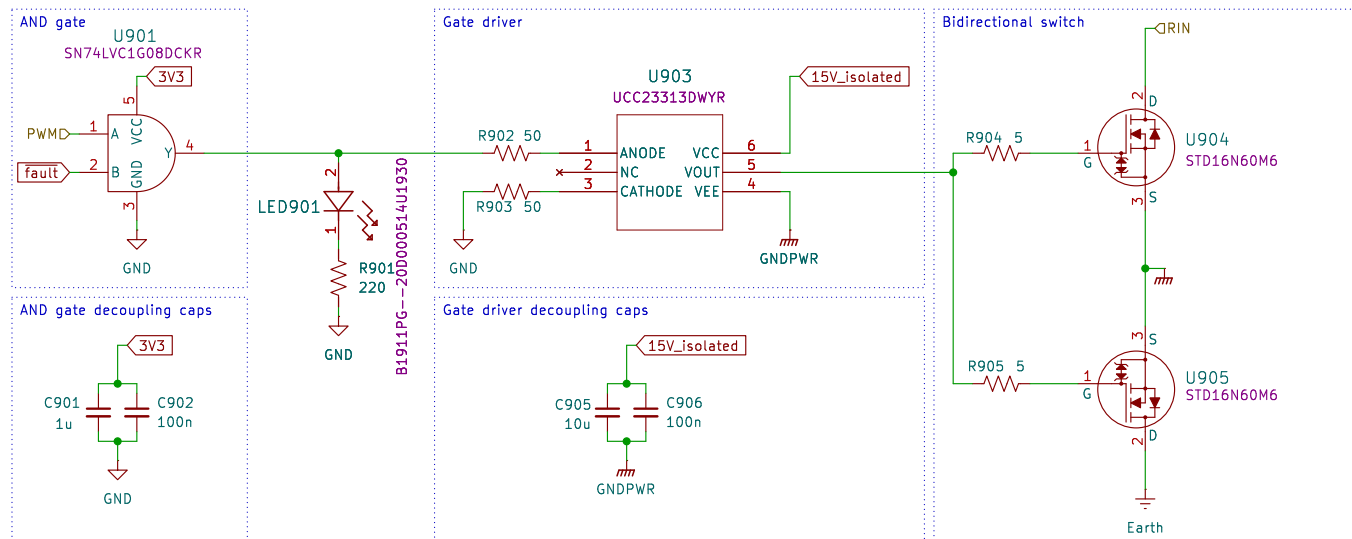 AND gate
U901
SN74LVC1G08DCKR
3V3
5
VCC
PWM
1
A
Y
4
fault
2
B
GND
3
GND
2
LED901
1
B1911PG--20D000514U1930
R901
220
GND
Gate driver
U903
UCC23313DWYR
15V_isolated
R902 50
1
ANODE
VCC
6
2
NC
VOUT
5
3
CATHODE
VEE
4
R903 50
GND
GNDPWR
Bidirectional switch
RIN
2
D
R904 5
1
G
U904
STD16N60M6
3
S
3
S
R905 5
1
G
U905
STD16N60M6
2
D
Earth
AND gate decoupling caps
3V3
C901
1u
C902
100n
GND
Gate driver decoupling caps
15V_isolated
C905
10u
C906
100n
GNDPWR